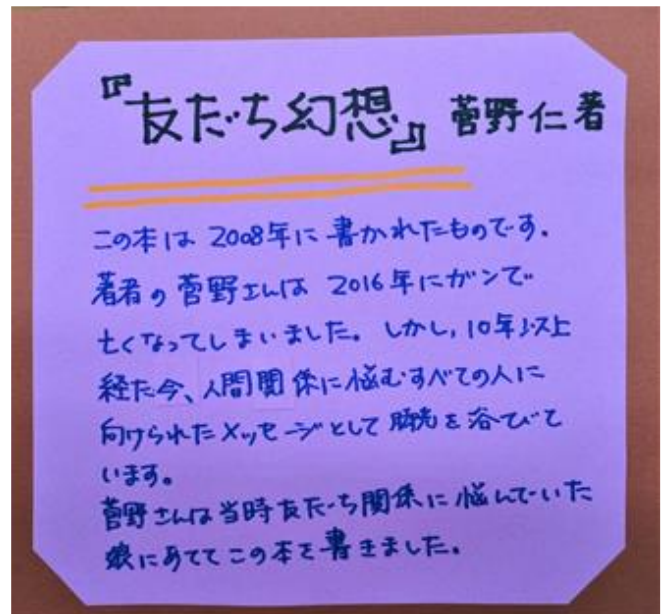 『友だち幻想』 菅野仁著
この本は 2008年に 書かれたものです.
著者の菅野さんは 2016年にガンで
亡くなってしまいました。しかし, 10年以上
経た今、人間関係に悩むすべての人に
向けられたメッセージとして 脚光を浴びて
います。
菅野さんは当時友だち関係に悩んでいた
娘にあててこの本を書きました.